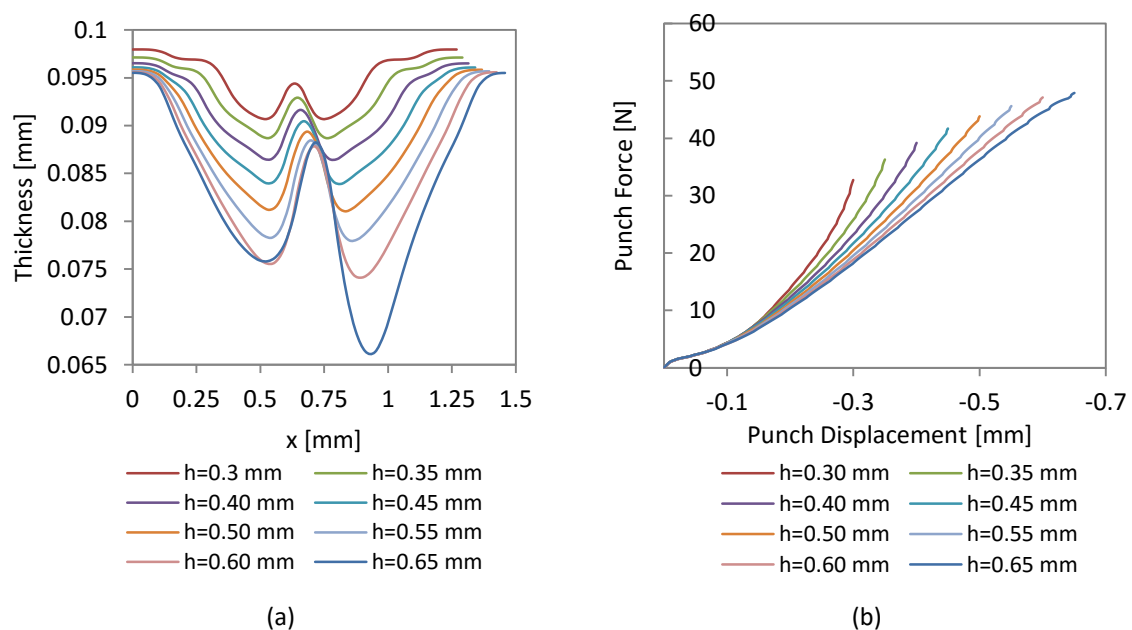 0.1
0.095
0.09
0.085
0.08
0.075
0.07
0.065
Thickness [mm]
0 0.25 0.5 0.75 1 1.25 1.5
x [mm]
h=0.3 mm h=0.35 mm
h=0.40 mm h=0.45 mm
h=0.50 mm h=0.55 mm
h=0.60 mm h=0.65 mm
(a)
60
50
40
30
20
10
0
Punch Force [N]
-0.1 -0.3 -0.5 -0.7
Punch Displacement [mm]
h=0.30 mm h=0.35 mm
h=0.40 mm h=0.45 mm
h=0.50 mm h=0.55 mm
h=0.60 mm h=0.65 mm
(b)